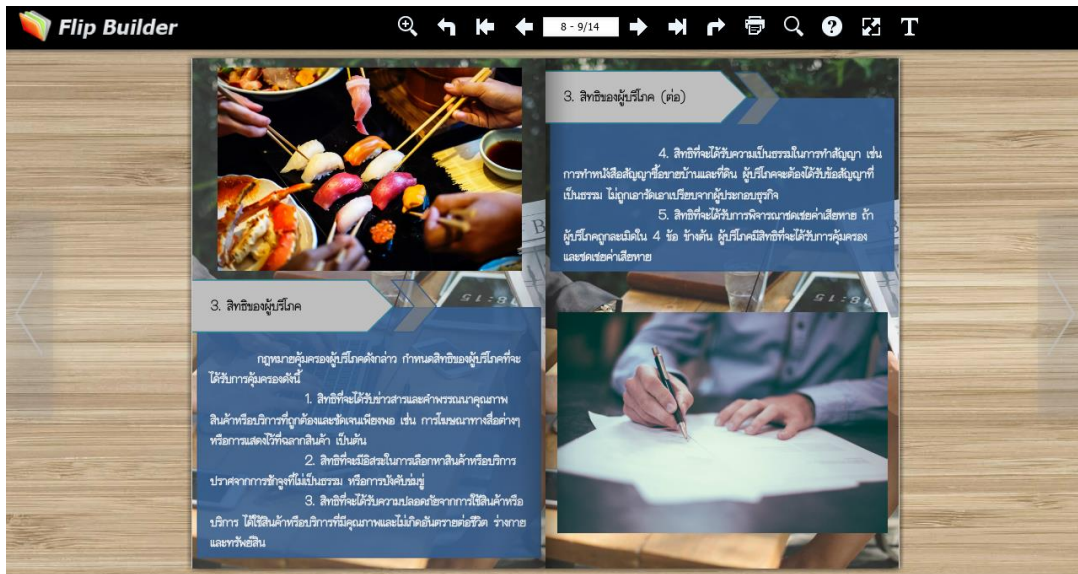 Flip Builder
8 - 9/14
3. สิทธิของผู้บริโภค
กฎหมายคุ้มครองผู้บริโภคดังกล่าว กำหนดสิทธิของผู้บริโภคที่จะ
ได้รับการคุ้มครองดังนี้
1. สิทธิที่จะได้รับข่าวสารและคำพรรณนาคุณภาพ
สินค้าหรือบริการที่ถูกต้องและชัดเจนเพียงพอ เช่น การโฆษณาทางสื่อต่างๆ
หรือการแสดงไว้ที่ฉลากสินค้า เป็นต้น
2. สิทธิที่จะมีอิสระในการเลือกหาสินค้าหรือบริการ
ปราศจากการชักจูงที่ไม่เป็นธรรม หรือการบังคับข่มขู่
3. สิทธิที่จะได้รับความปลอดภัยจากการใช้สินค้าหรือ
บริการ ได้ใช้สินค้าหรือบริการที่มีคุณภาพและไม่เกิดอันตรายต่อชีวิต ร่างกาย
และทรัพย์สิน
3. สิทธิของผู้บริโภค (ต่อ)
4. สิทธิที่จะได้รับความเป็นธรรมในการทำสัญญา เช่น
การทำหนังสือสัญญาซื้อขายบ้านและที่ดิน ผู้บริโภคจะต้องได้รับข้อสัญญาที่
เป็นธรรม ไม่ถูกเอารัดเอาเปรียบจากผู้ประกอบธุรกิจ
5. สิทธิที่จะได้รับการพิจารณาชดเชยค่าเสียหาย ถ้า
ผู้บริโภคถูกละเมิดใน 4 ข้อ ข้างต้น ผู้บริโภคมีสิทธิที่จะได้รับการคุ้มครอง
และชดเชยค่าเสียหาย